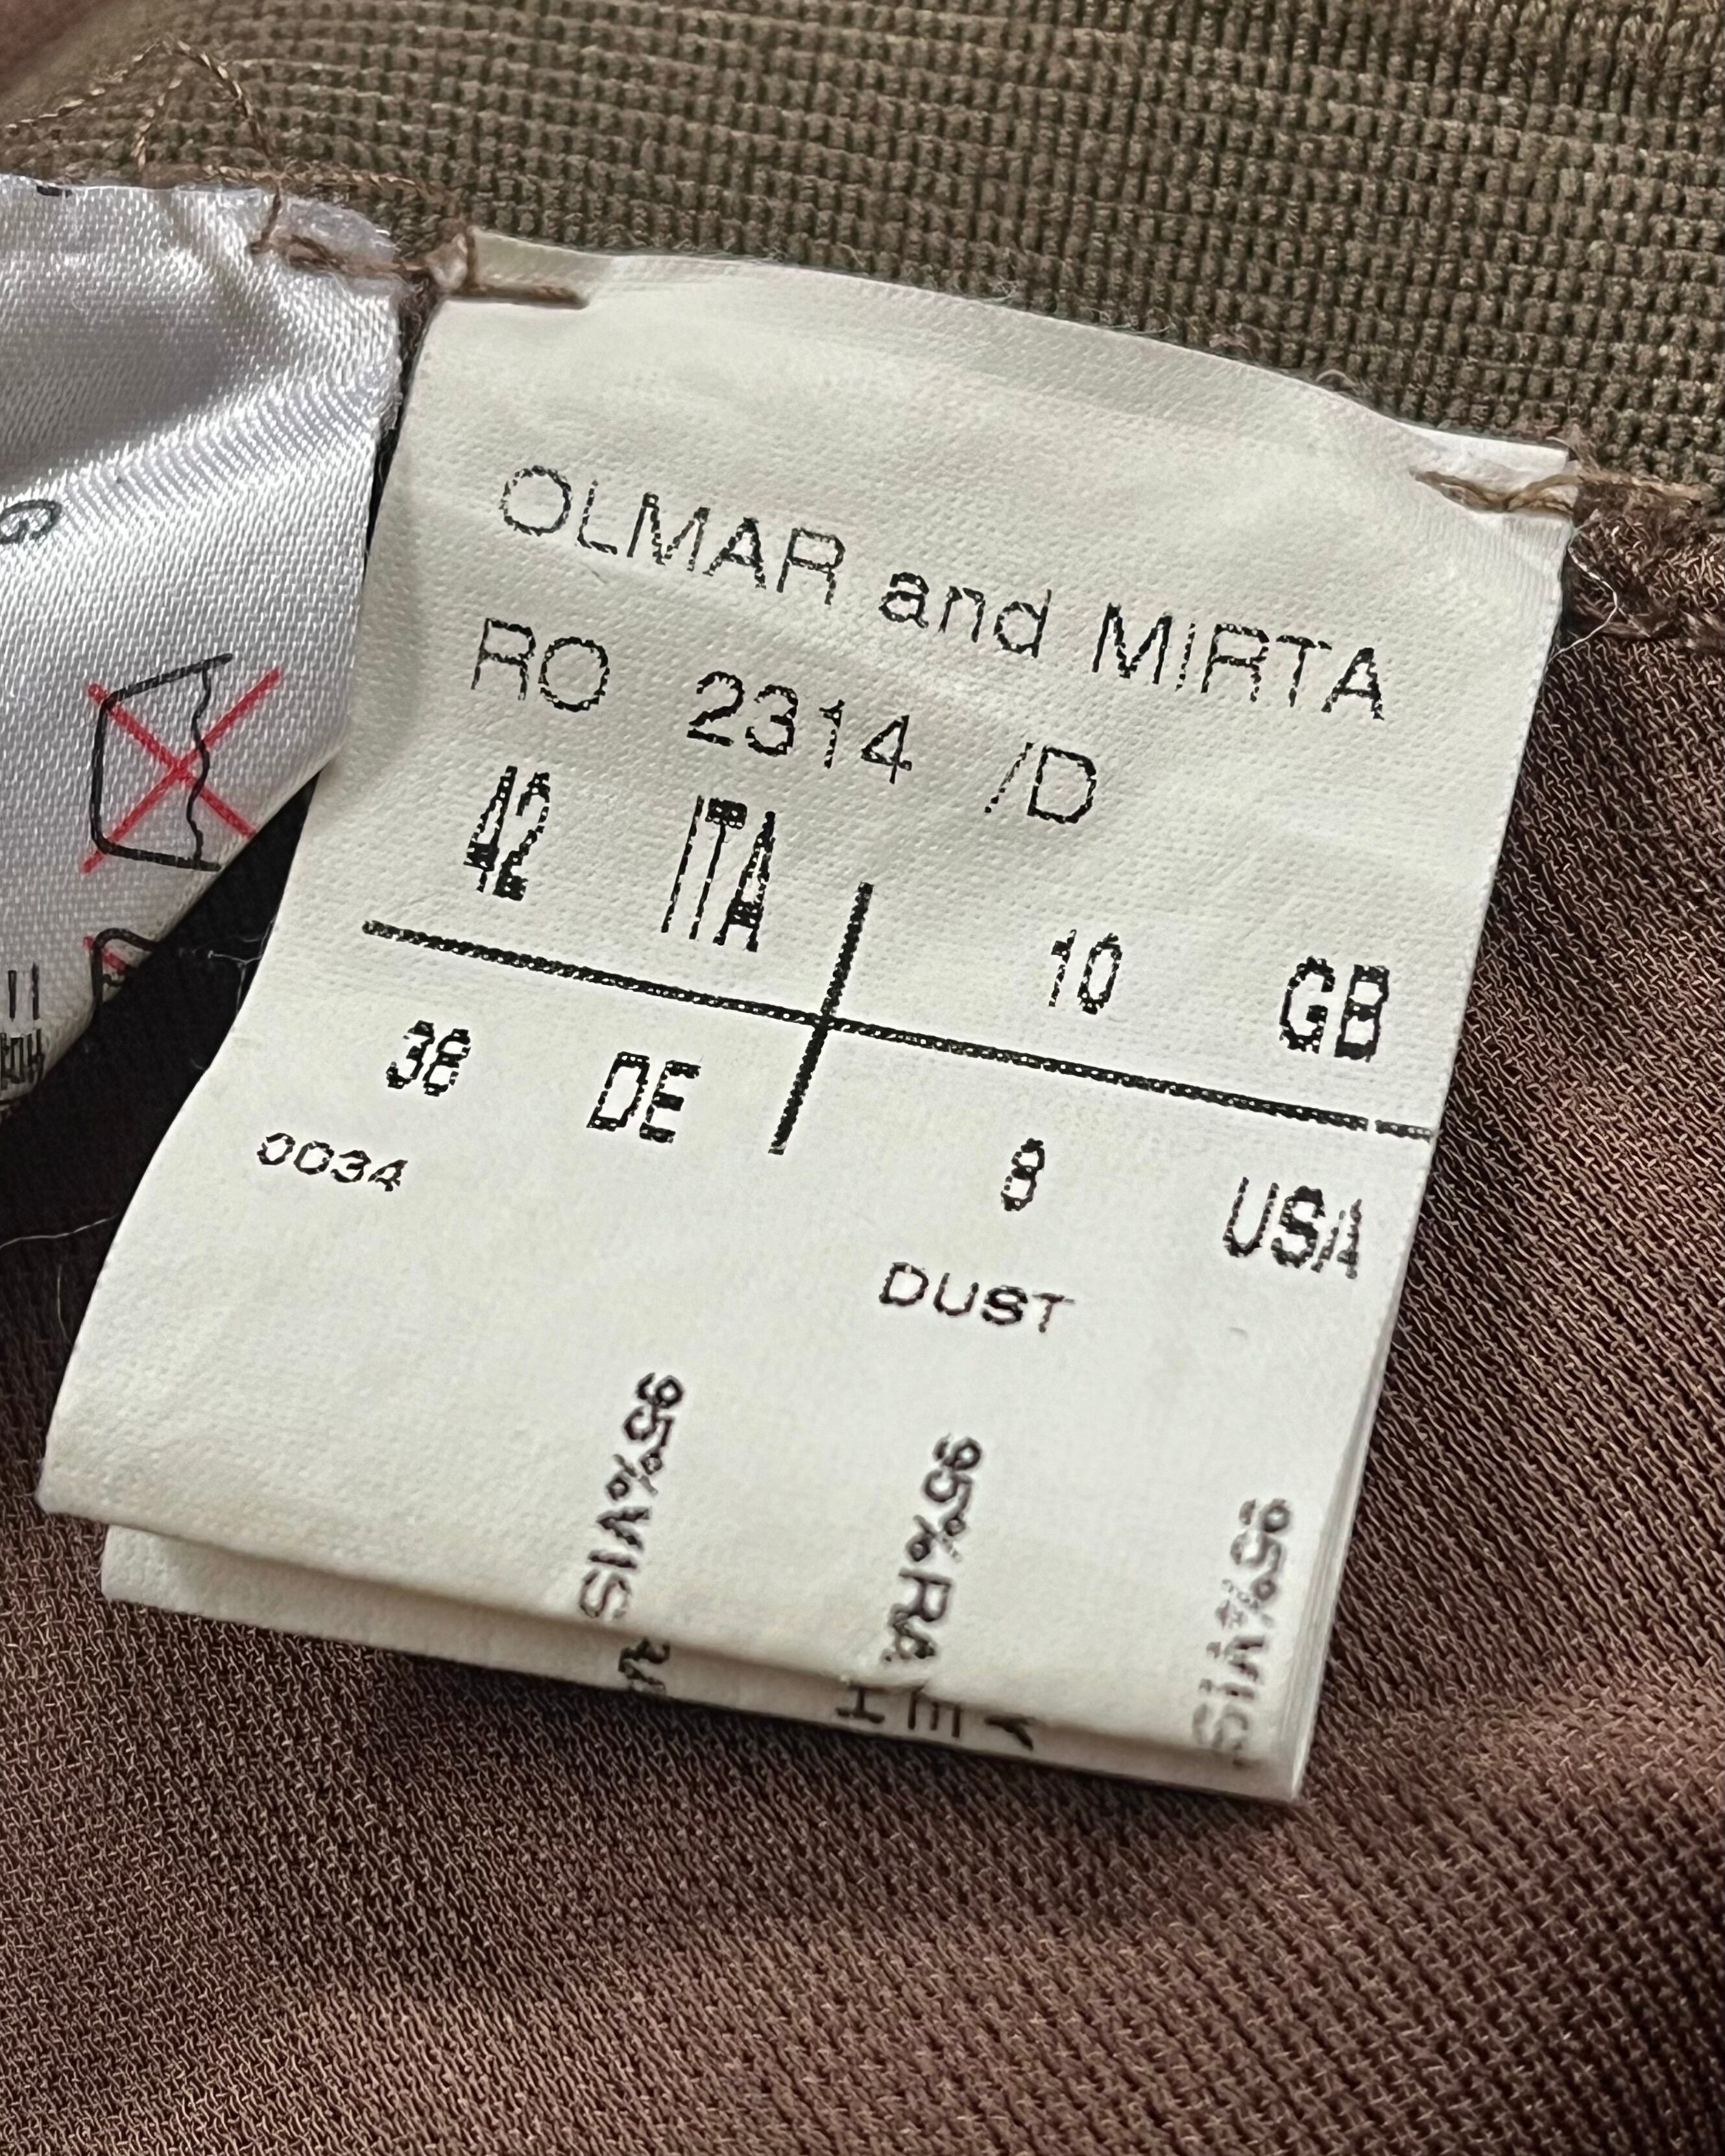 OLMAR and MIRTA
RO 2314 /D
42 ITA 10 GB
38 DE 8 USA
0034 DUST
95%VIS
95%RA
95%VIS
G